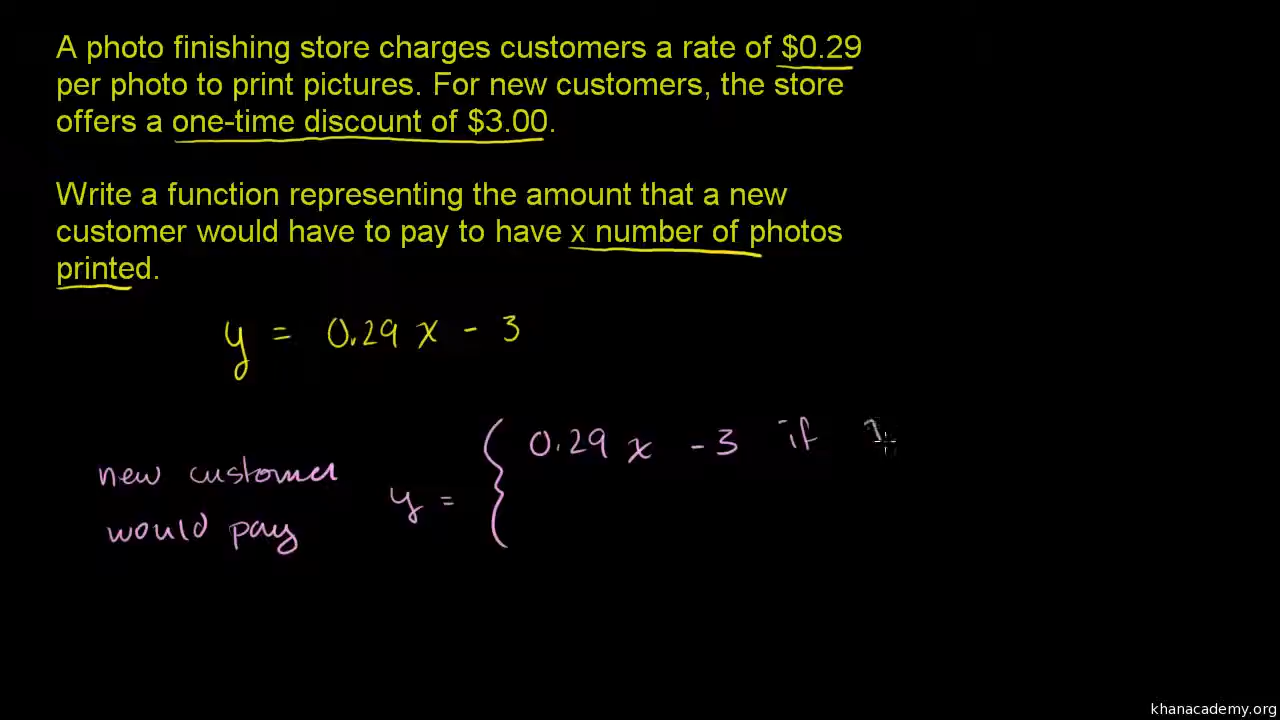 A photo finishing store charges customers a rate of $0.29
per photo to print pictures. For new customers, the store
offers a one-time discount of $3.00.
Write a function representing the amount that a new
customer would have to pay to have x number of photos
printed.
y = 0.29 x - 3
0.29 x - 3 if
new customer
would pay
y = {
khanacademy.org